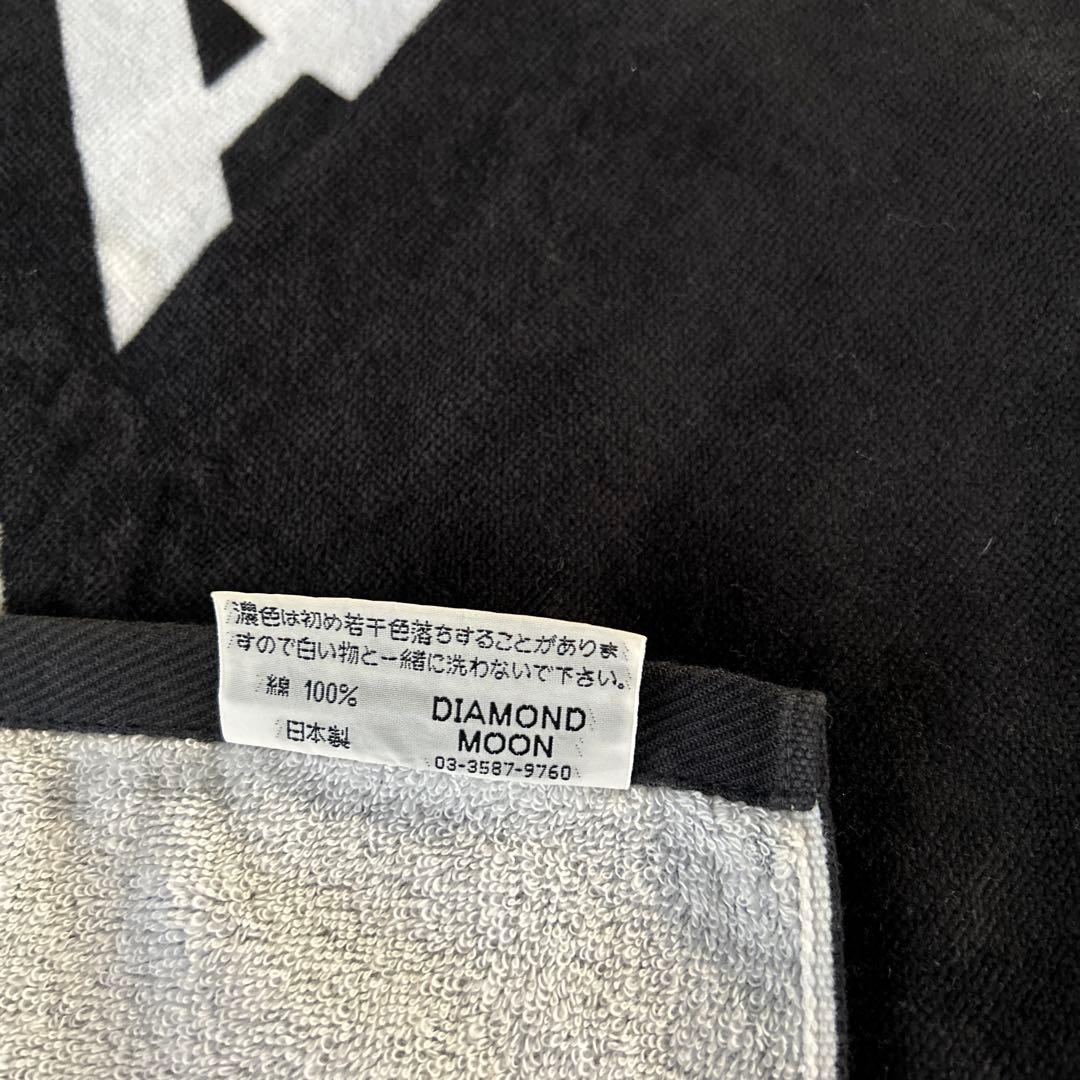 A
濃色は初め若干色落ちすることがありま
すので白い物と一緒に洗わないで下さい。
綿 100%
日本製
DIAMOND
MOON
03-3587-9760